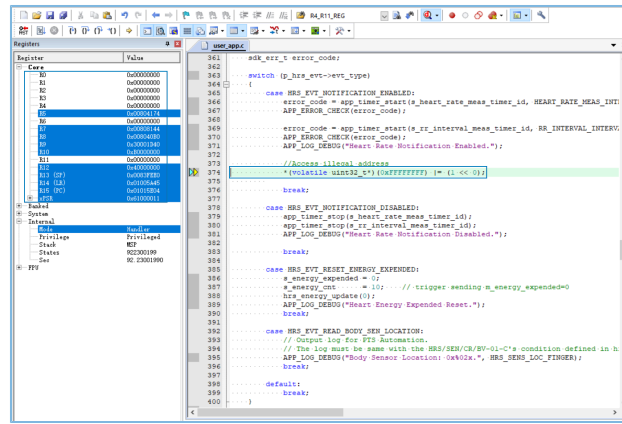 R4_R11_REG
Registers
user_app.c
Register Value
Core
R0 0x00000000
R1 0x00000000
R2 0x00000000
R3 0x00000000
R4 0x00000000
R5 0x00804174
R6 0x00000000
R7 0x00808144
R8 0x00804080
R9 0x30001D40
R10 0xB0000000
R11 0x00000000
R12 0x40000000
R13 (SP)
R14 (LR) 0x01005A45
R15 (PC)
xPSR 0x61000011
Banked
System
Internal
Mode Handler
Privilege Privileged
Stack MSP
States 922300199
Sec 92.23001990
FPU
361 sdk_err_t error_code;
362
363 switch (p_hrs_evt->evt_type)
364 {
365 case HRS_EVT_NOTIFICATION_ENABLED:
366 error_code = app_timer_start(s_heart_rate_meas_timer_id, HEART_RATE_MEAS_INT
367 APP_ERROR_CHECK(error_code);
368
369 error_code = app_timer_start(s_rr_interval_meas_timer_id, RR_INTERVAL_INTERV
370 APP_ERROR_CHECK(error_code);
371 APP_LOG_DEBUG("Heart Rate Notification Enabled.");
372
373 //Access illegal address
374 *(volatile uint32_t*)(0xFFFFFFFF) |= (1 << 0);
375
376 break;
377
378 case HRS_EVT_NOTIFICATION_DISABLED:
379 app_timer_stop(s_heart_rate_meas_timer_id);
380 app_timer_stop(s_rr_interval_meas_timer_id);
381 APP_LOG_DEBUG("Heart Rate Notification Disabled.");
382
383 break;
384
385 case HRS_EVT_RESET_ENERGY_EXPENDED:
386 s_energy_expended = 0;
387 s_energy_cnt = 10; // trigger sending m_energy_expended=0
388 hrs_energy_update(0);
389 APP_LOG_DEBUG("Heart Energy Expended Reset.");
390 break;
391
392 case HRS_EVT_READ_BODY_SEN_LOCATION:
393 // Output log for PTS Automation.
394 // The log must be same with the HRS/SEN/CR/BV-01-C's condition defined in h
395 APP_LOG_DEBUG("Body Sensor Location: 0x%02x.", HRS_SENS_LOC_FINGER);
396 break;
397
398 default:
399 break;
400 }